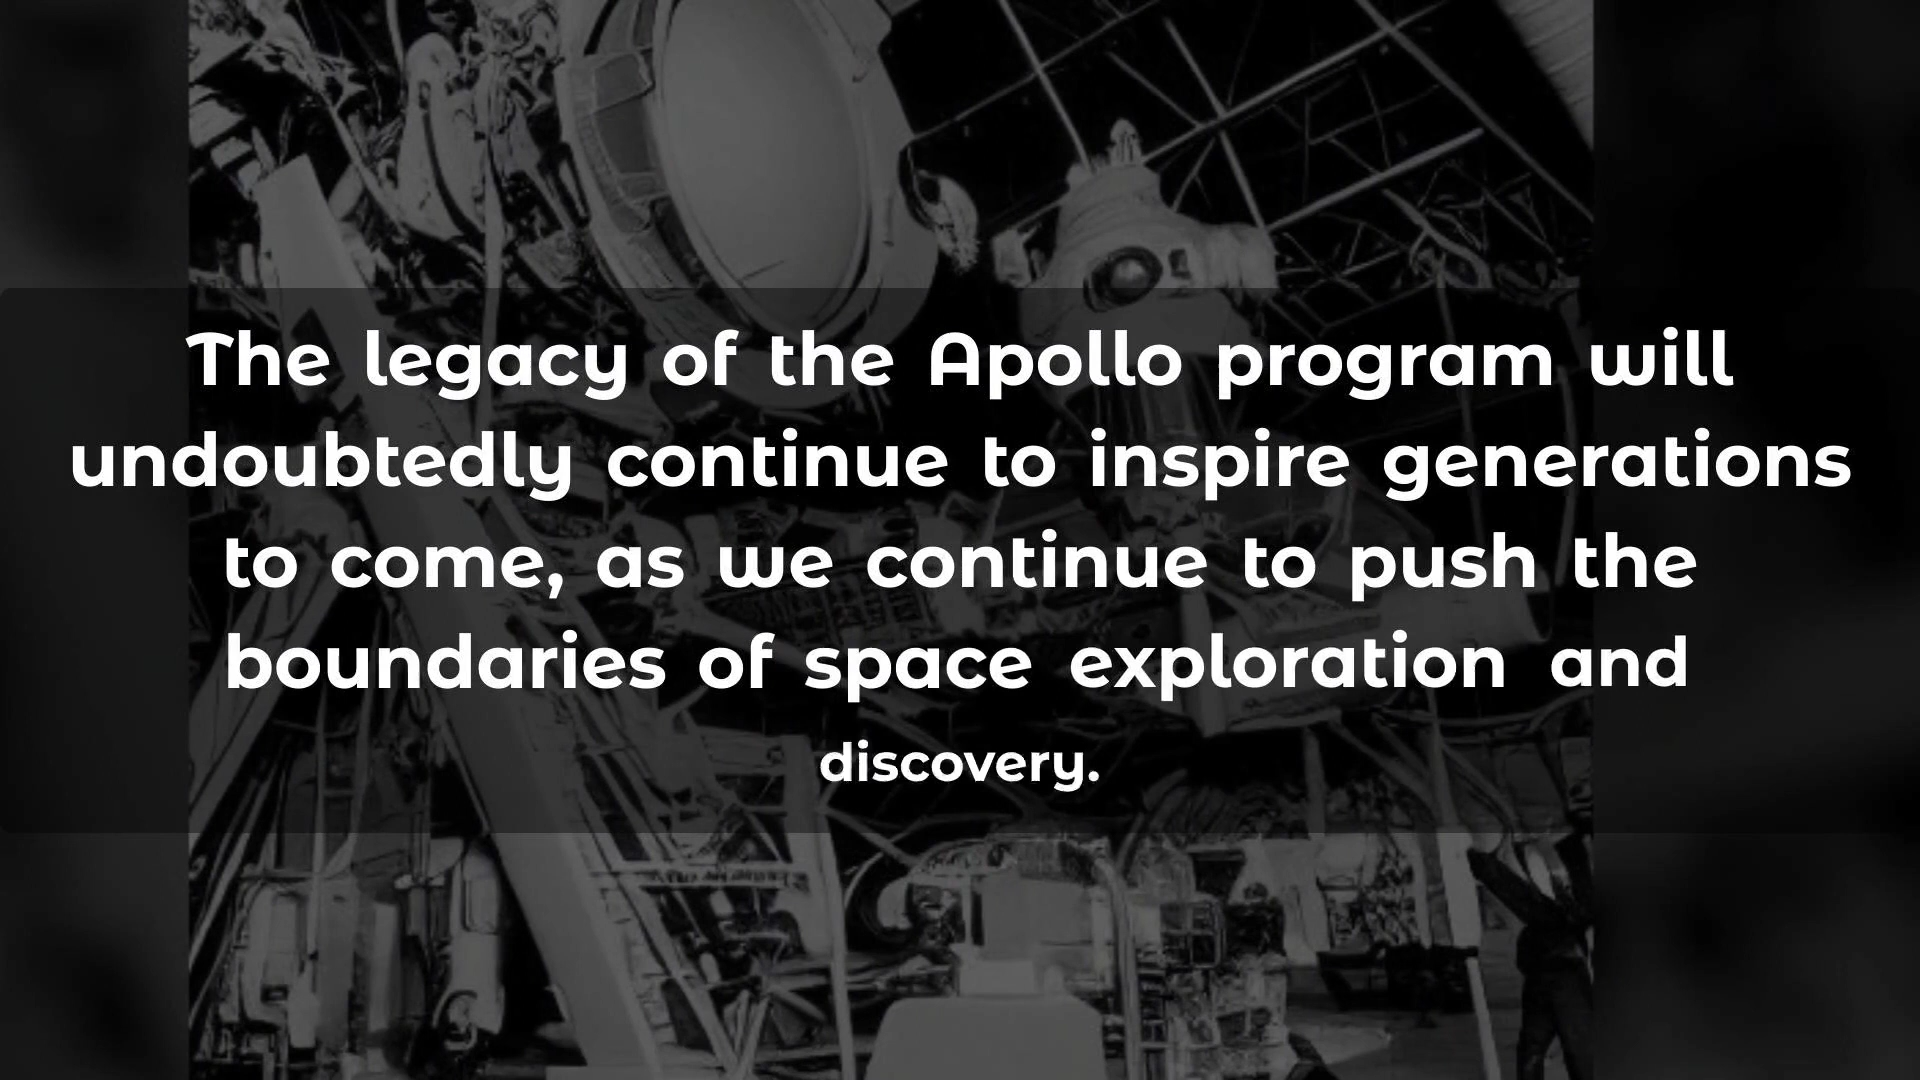 The legacy of the Apollo program will
undoubtedly continue to inspire generations
to come, as we continue to push the
boundaries of space exploration and
discovery.